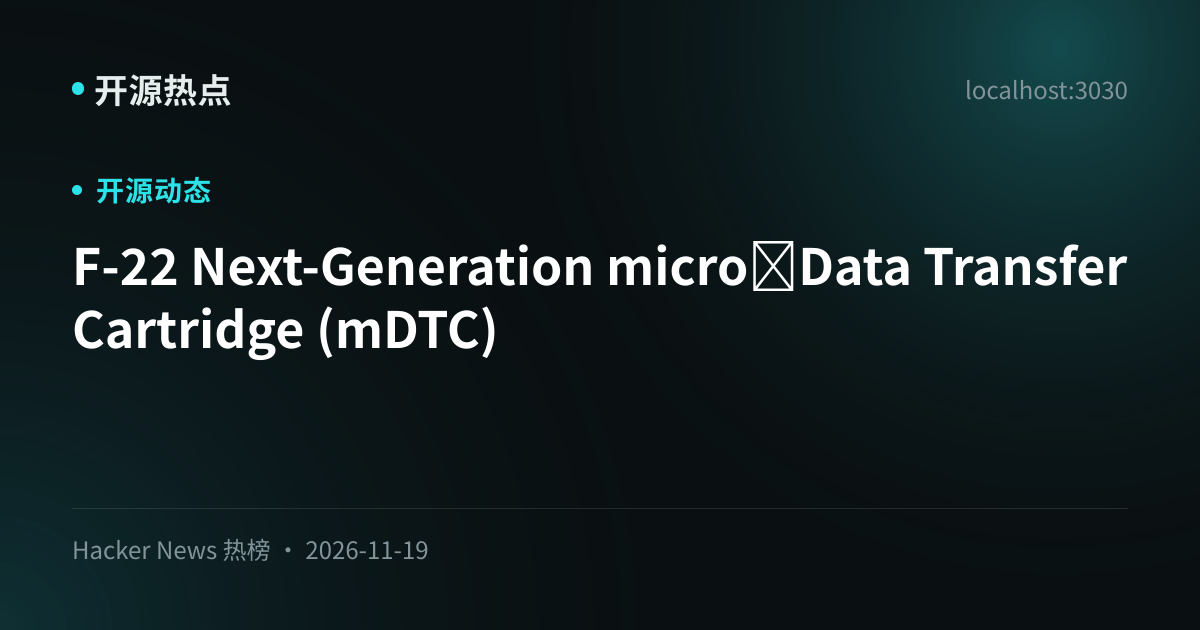 开源热点
localhost:3030
开源动态
F-22 Next-Generation micro☒Data Transfer
Cartridge (mDTC)
Hacker News 热榜 · 2026-11-19